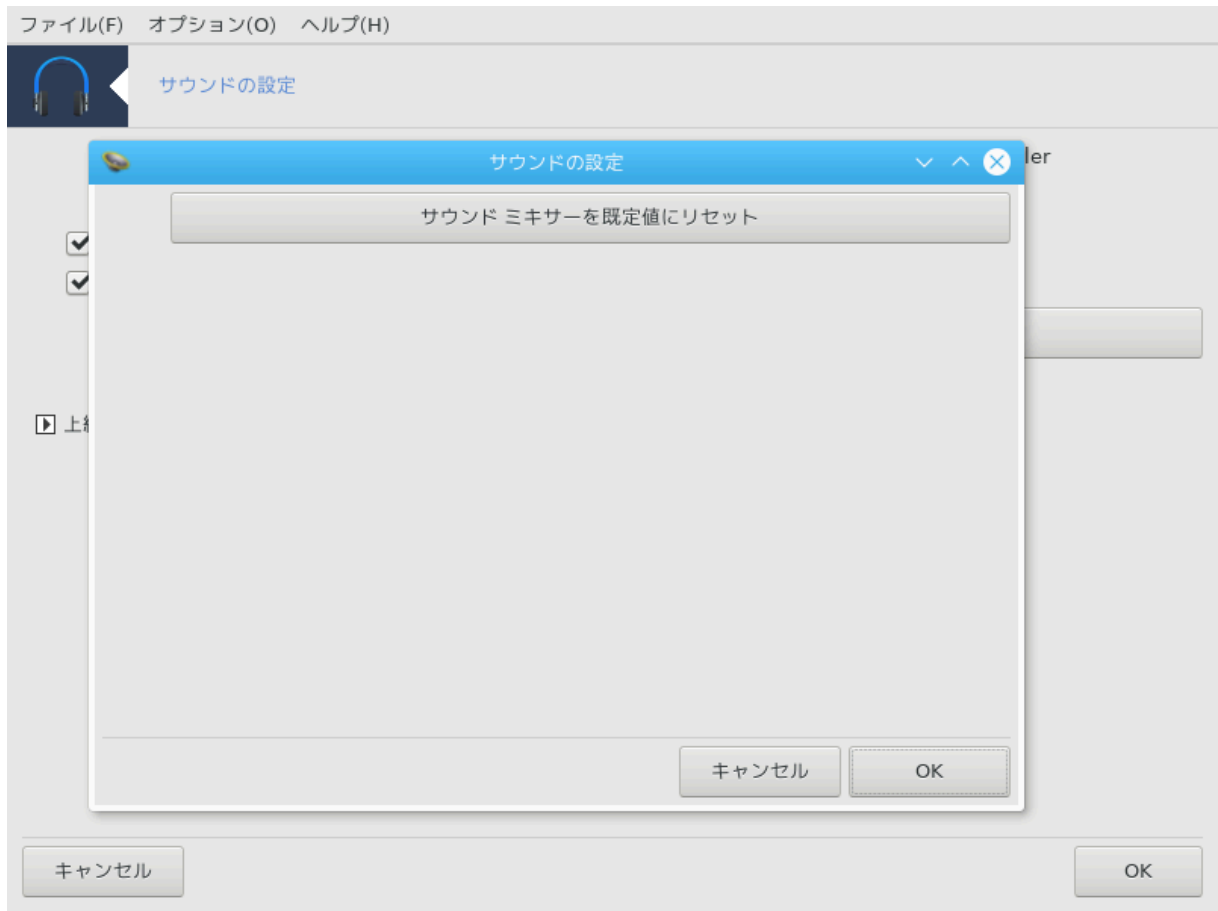 ファイル(F) オプション(O) ヘルプ(H)
サウンドの設定
サウンドの設定
サウンド ミキサーを既定値にリセット
キャンセル OK
キャンセル OK